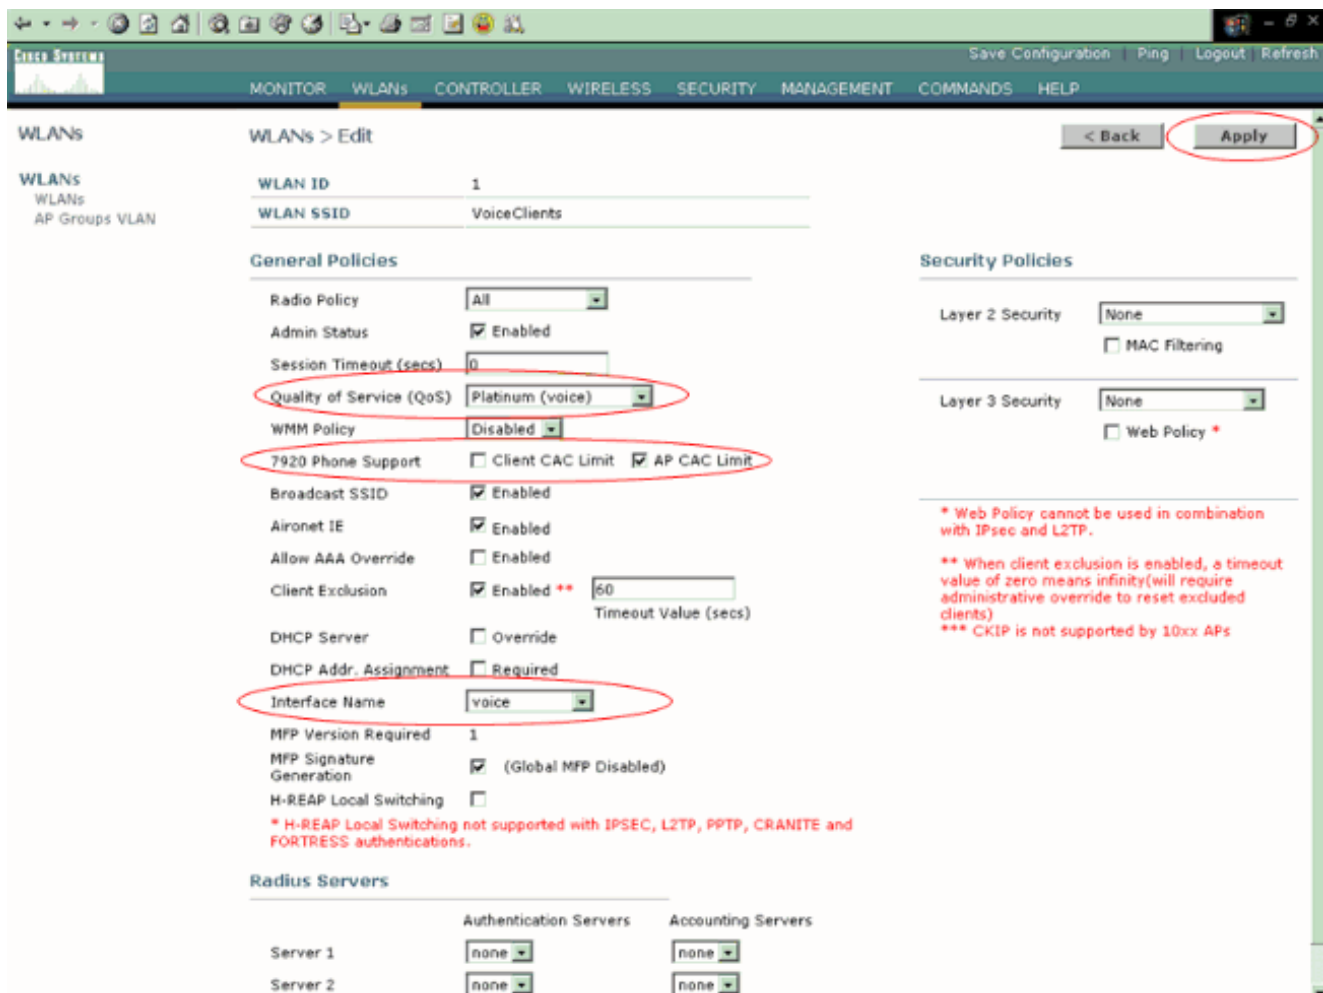 Cisco Systems
Save Configuration | Ping | Logout | Refresh
MONITOR WLANs CONTROLLER WIRELESS SECURITY MANAGEMENT COMMANDS HELP
WLANs
WLANs > Edit
< Back
Apply
WLANs
WLANs
AP Groups VLAN
WLAN ID 1
WLAN SSID VoiceClients
General Policies
Radio Policy All
Admin Status Enabled
Session Timeout (secs) 0
Quality of Service (QoS) Platinum (voice)
WMM Policy Disabled
7920 Phone Support Client CAC Limit AP CAC Limit
Broadcast SSID Enabled
Aironet IE Enabled
Allow AAA Override Enabled
Client Exclusion Enabled ** 60
Timeout Value (secs)
DHCP Server Override
DHCP Addr. Assignment Required
Interface Name voice
MFP Version Required 1
MFP Signature
Generation (Global MFP Disabled)
H-REAP Local Switching
* H-REAP Local Switching not supported with IPSEC, L2TP, PPTP, CRANITE and
FORTRESS authentications.
Security Policies
Layer 2 Security None
MAC Filtering
Layer 3 Security None
Web Policy *
* Web Policy cannot be used in combination
with IPsec and L2TP.
** When client exclusion is enabled, a timeout
value of zero means infinity(will require
administrative override to reset excluded
clients)
*** CKIP is not supported by 10xx APs
Radius Servers
Authentication Servers Accounting Servers
Server 1 none none
Server 2 none none